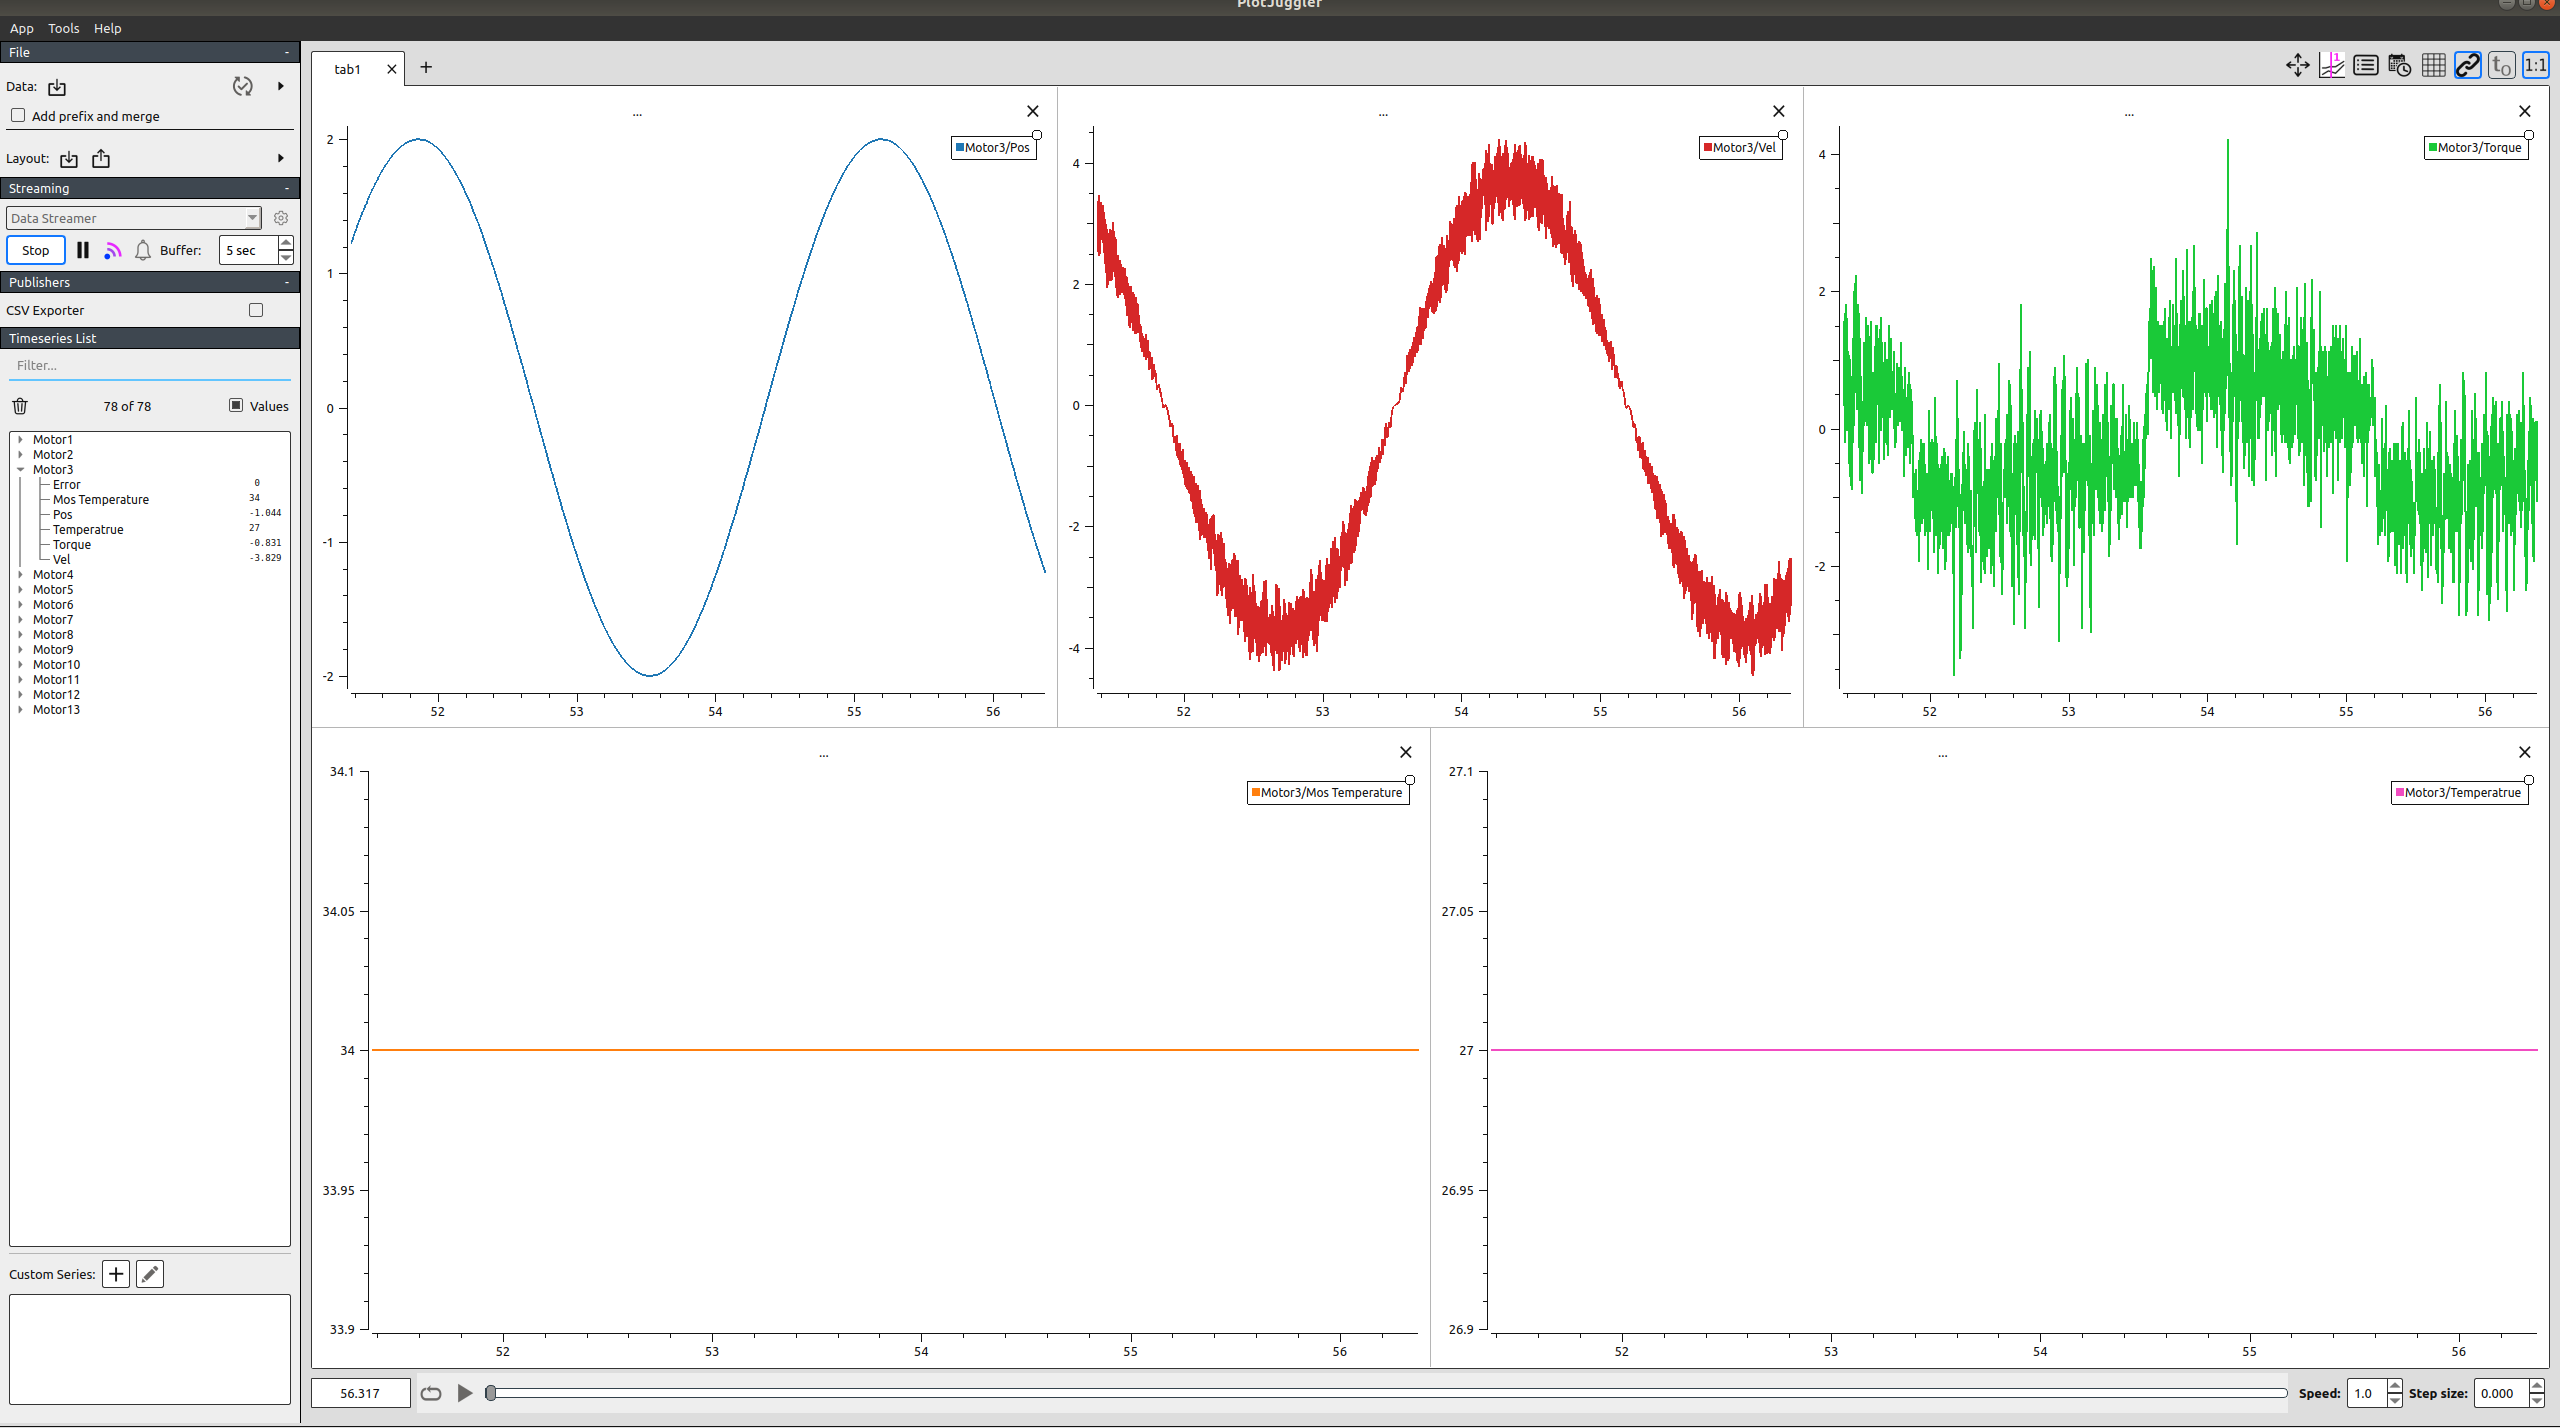 PlotJuggler
App Tools Help
File -
Data:
Add prefix and merge
Layout:
Streaming -
Data Streamer
Stop Buffer: 5 sec
Publishers -
CSV Exporter
Timeseries List
Filter...
78 of 78 Values
Motor1
Motor2
Motor3
Error 0
Mos Temperature 34
Pos -1.044
Temperatrue 27
Torque -0.831
Vel -3.829
Motor4
Motor5
Motor6
Motor7
Motor8
Motor9
Motor10
Motor11
Motor12
Motor13
Custom Series:
tab1 +
t0 1:1
...
Motor3/Pos
2
1
0
-1
-2
52 53 54 55 56
...
Motor3/Vel
4
2
0
-2
-4
52 53 54 55 56
...
Motor3/Torque
4
2
0
-2
52 53 54 55 56
...
Motor3/Mos Temperature
34.1
34.05
34
33.95
33.9
52 53 54 55 56
...
Motor3/Temperatrue
27.1
27.05
27
26.95
26.9
52 53 54 55 56
56.317 Speed: 1.0 Step size: 0.000